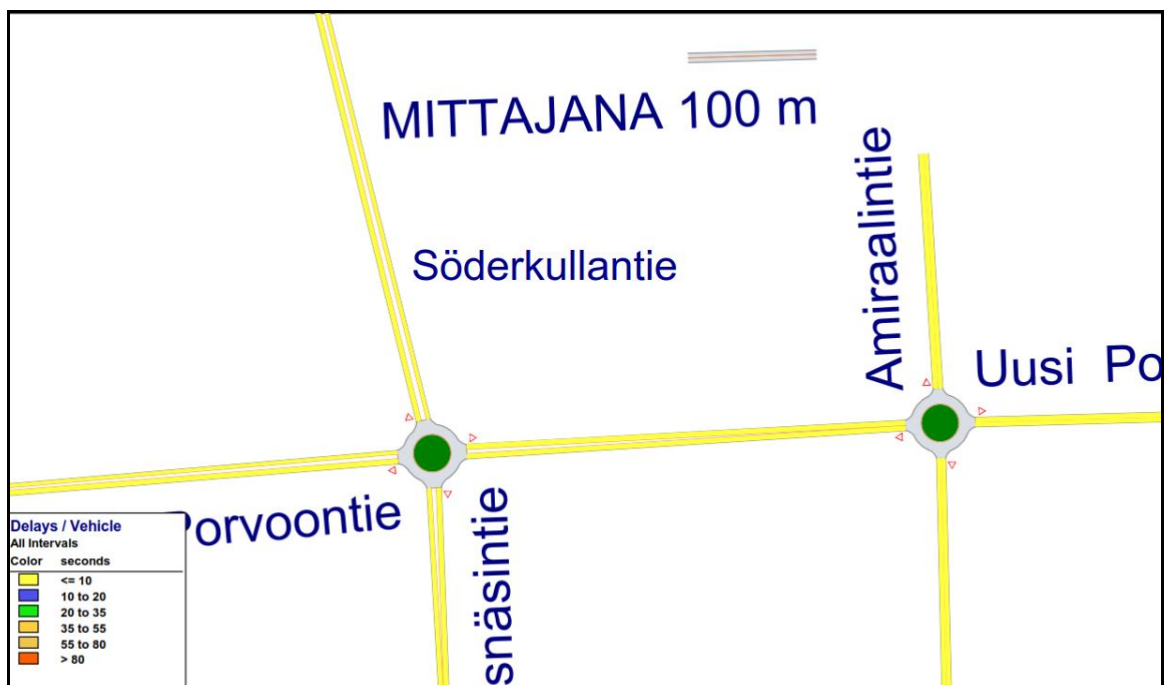 MITTAJANA 100 m
Amiraalintie
Söderkullantie
Uusi Po
Porvoontie
snäsintie
Delays / Vehicle
All Intervals
Color seconds
<= 10
10 to 20
20 to 35
35 to 55
55 to 80
> 80